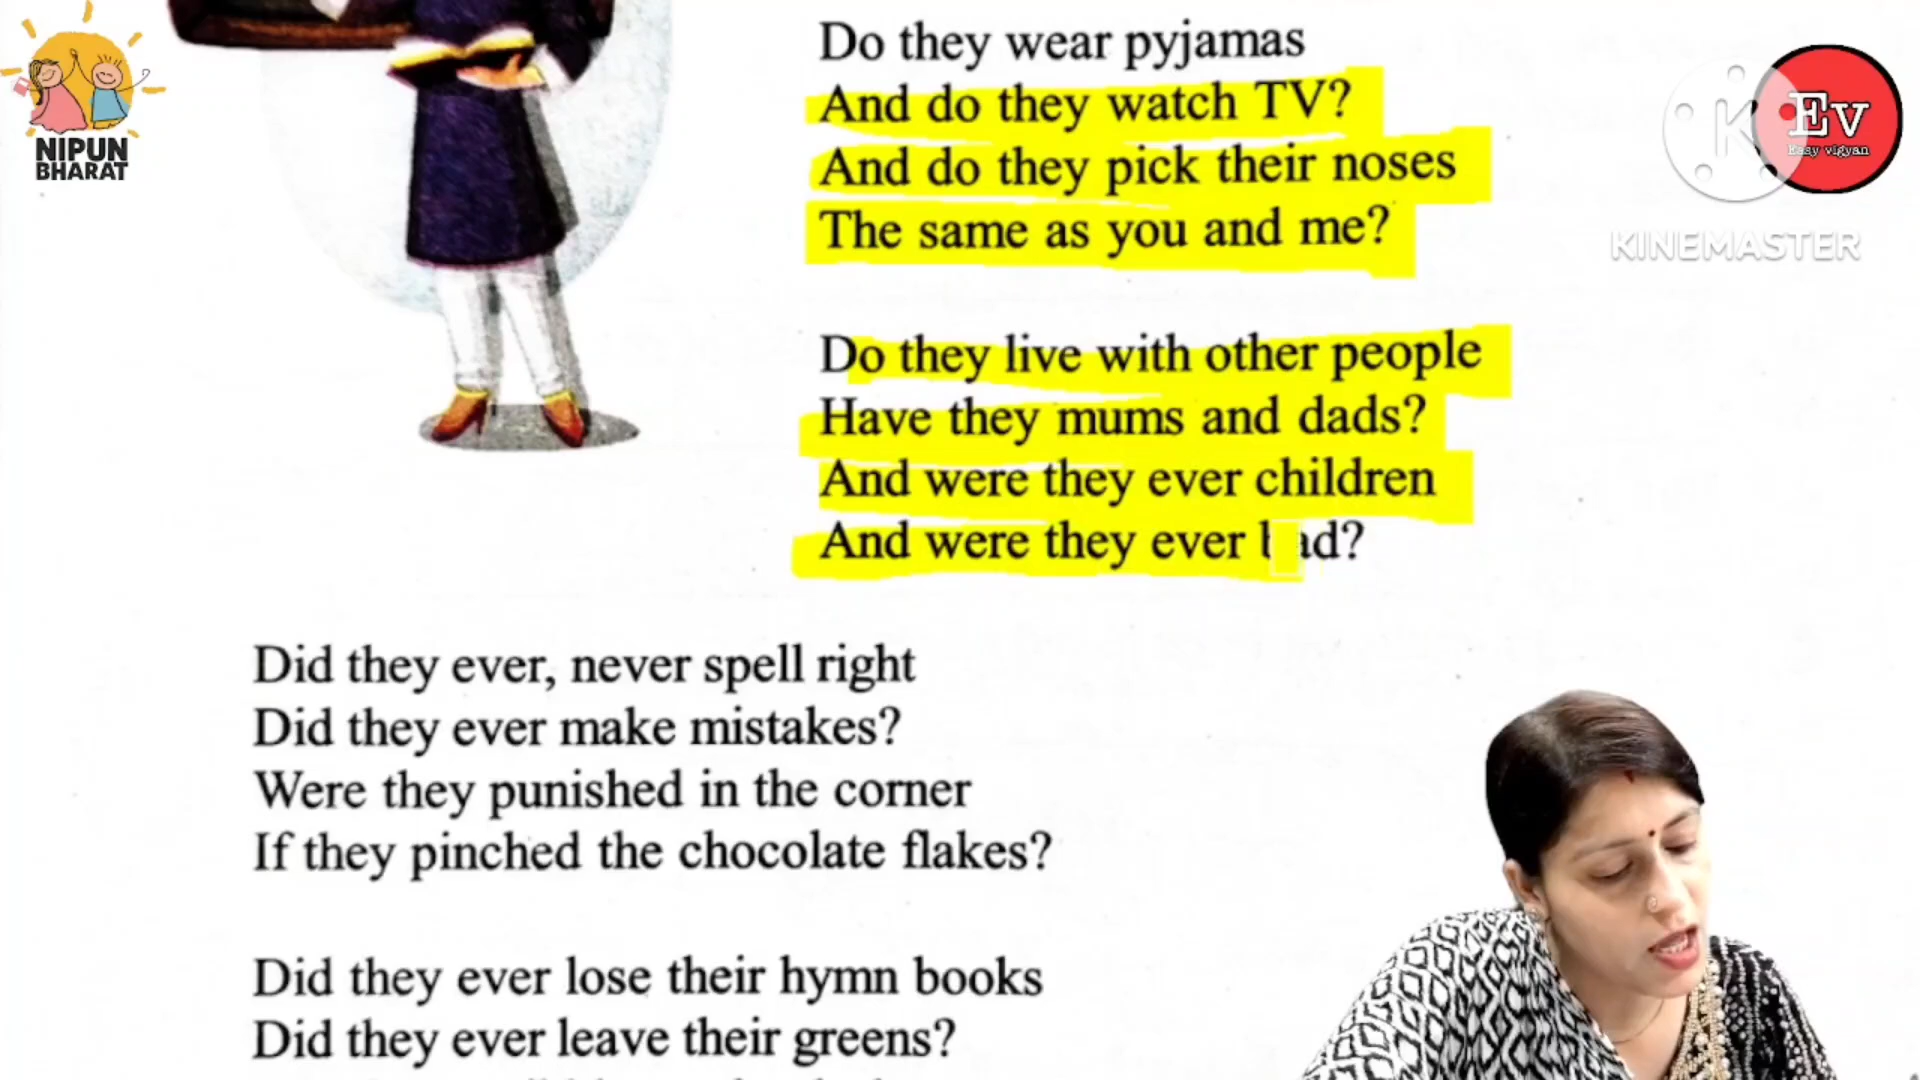 NIPUN
BHARAT
Do they wear pyjamas
And do they watch TV?
And do they pick their noses
The same as you and me?
K
Ev
Easy vigyan
KINEMASTER
Do they live with other people
Have they mums and dads?
And were they ever children
And were they ever bad?
Did they ever, never spell right
Did they ever make mistakes?
Were they punished in the corner
If they pinched the chocolate flakes?
Did they ever lose their hymn books
Did they ever leave their greens?